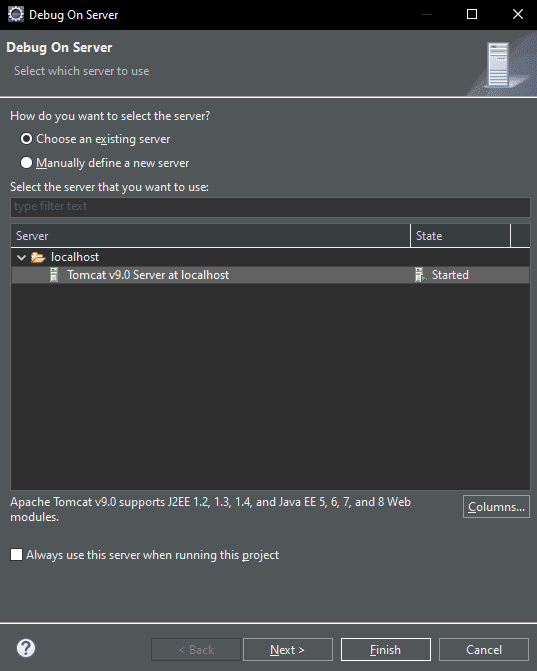 Debug On Server
Debug On Server
Select which server to use
How do you want to select the server?
Choose an existing server
Manually define a new server
Select the server that you want to use:
type filter text
Server State
localhost
Tomcat v9.0 Server at localhost Started
Apache Tomcat v9.0 supports J2EE 1.2, 1.3, 1.4, and Java EE 5, 6, 7, and 8 Web
modules.
Columns...
Always use this server when running this project
? < Back Next > Finish Cancel